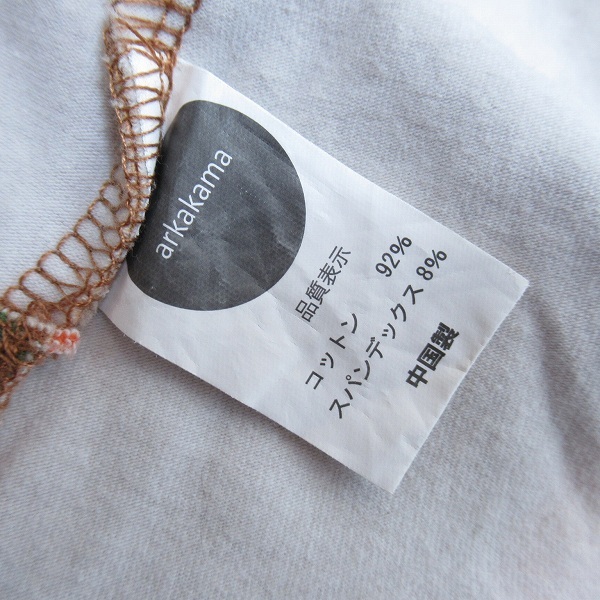 arkakama
品質表示
コットン 92%
スパンデックス 8%
中国製